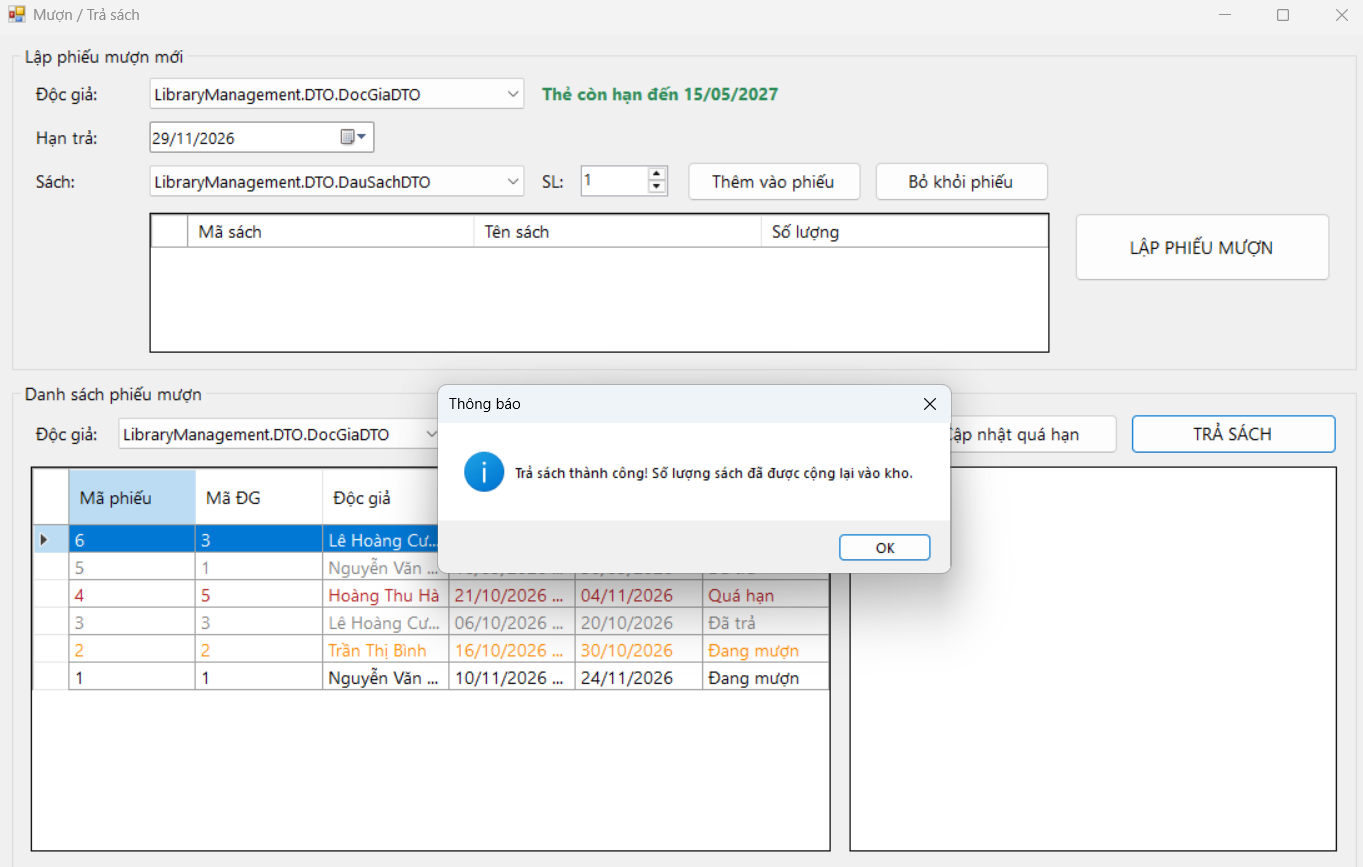 Mượn / Trả sách
Lập phiếu mượn mới
Độc giả: LibraryManagement.DTO.DocGiaDTO Thẻ còn hạn đến 15/05/2027
Hạn trả: 29/11/2026
Sách: LibraryManagement.DTO.DauSachDTO SL: 1 Thêm vào phiếu Bỏ khỏi phiếu
Mã sách Tên sách Số lượng
LẬP PHIẾU MƯỢN
Danh sách phiếu mượn
Độc giả: LibraryManagement.DTO.DocGiaDTO
nhật quá hạn TRẢ SÁCH
Thông báo
Trả sách thành công! Số lượng sách đã được cộng lại vào kho.
OK
Mã phiếu Mã ĐG Độc giả
6 3 Lê Hoàng Cư...
5 1 Nguyễn Văn ...
4 5 Hoàng Thu Hà 21/10/2026 ... 04/11/2026 Quá hạn
3 3 Lê Hoàng Cư... 06/10/2026 ... 20/10/2026 Đã trả
2 2 Trần Thị Bình 16/10/2026 ... 30/10/2026 Đang mượn
1 1 Nguyễn Văn ... 10/11/2026 ... 24/11/2026 Đang mượn